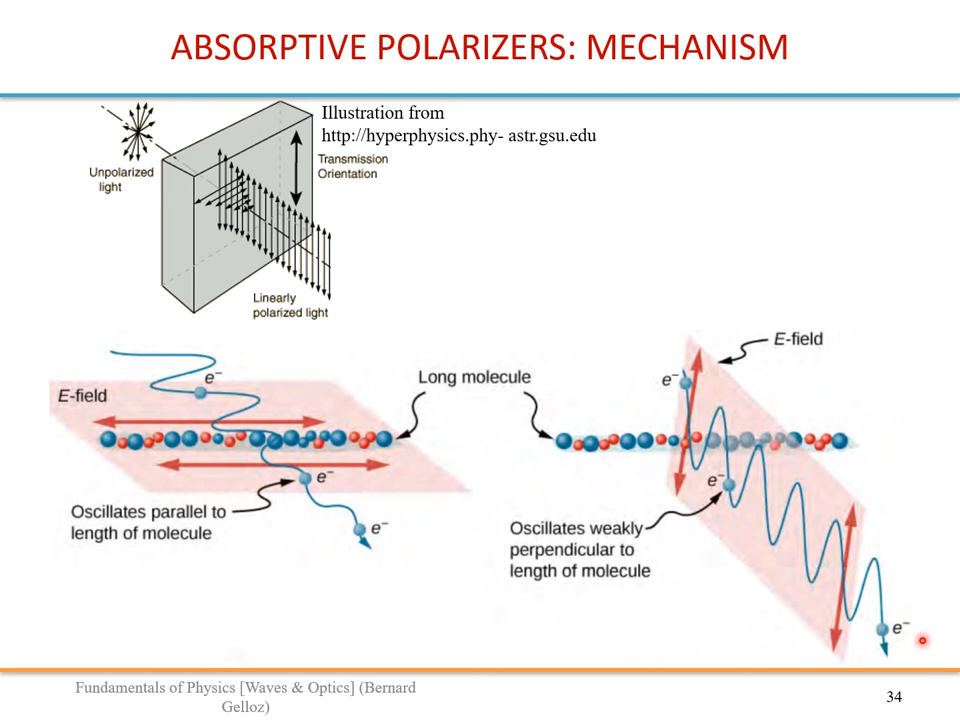 ABSORPTIVE POLARIZERS: MECHANISM
Illustration from
http://hyperphysics.phy- astr.gsu.edu
Unpolarized
light
Transmission
Orientation
Linearly
polarized light
E-field
e⁻
Long molecule
e⁻
Oscillates parallel to
length of molecule
e⁻
E-field
e⁻
e⁻
Oscillates weakly
perpendicular to
length of molecule
e⁻
Fundamentals of Physics [Waves & Optics] (Bernard
Gelloz)
34